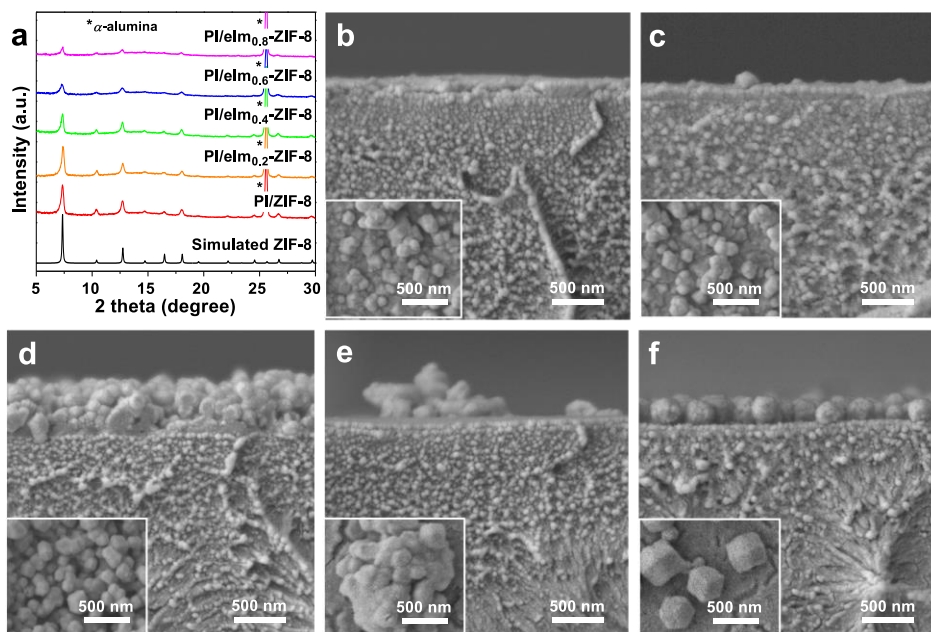 a
* α-alumina
*
PI/eIm0.8-ZIF-8
*
PI/eIm0.6-ZIF-8
*
PI/eIm0.4-ZIF-8
*
PI/eIm0.2-ZIF-8
*
PI/ZIF-8
Simulated ZIF-8
Intensity (a.u.)
5 10 15 20 25 30
2 theta (degree)
b
500 nm
500 nm
c
500 nm
500 nm
d
500 nm
500 nm
e
500 nm
500 nm
f
500 nm
500 nm